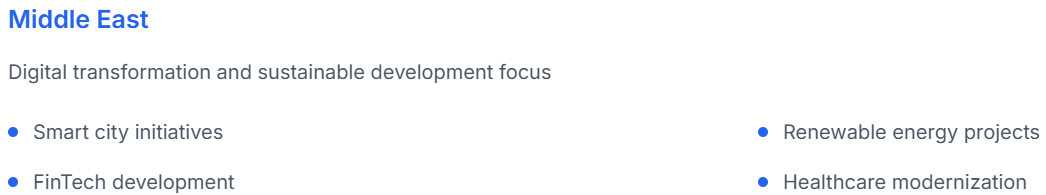 Middle East
Digital transformation and sustainable development focus
Smart city initiatives
Renewable energy projects
FinTech development
Healthcare modernization